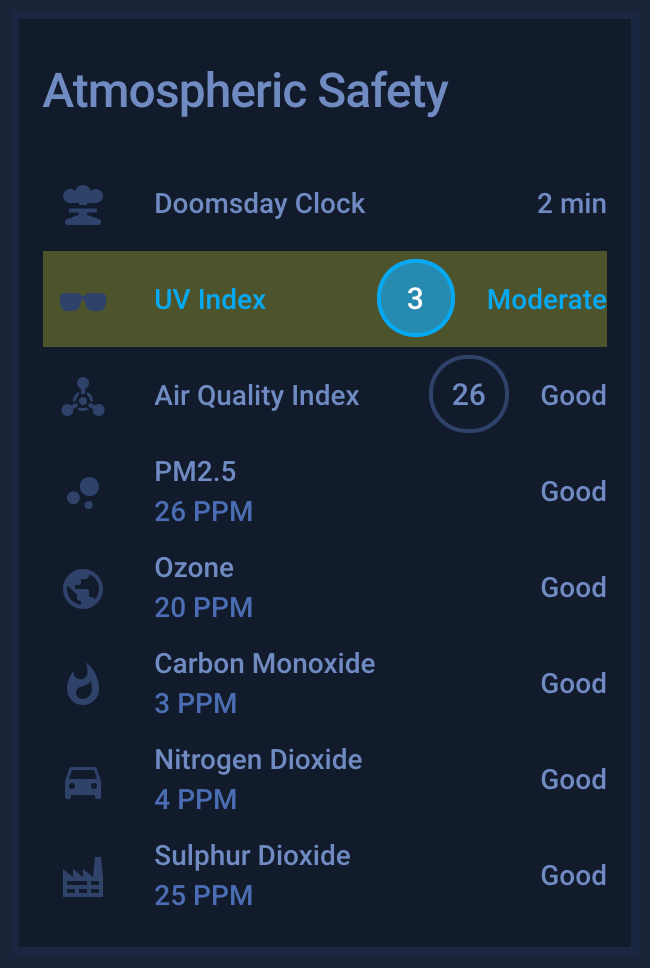 Atmospheric Safety
Doomsday Clock 2 min
UV Index 3 Moderate
Air Quality Index 26 Good
PM2.5
26 PPM Good
Ozone
20 PPM Good
Carbon Monoxide
3 PPM Good
Nitrogen Dioxide
4 PPM Good
Sulphur Dioxide
25 PPM Good